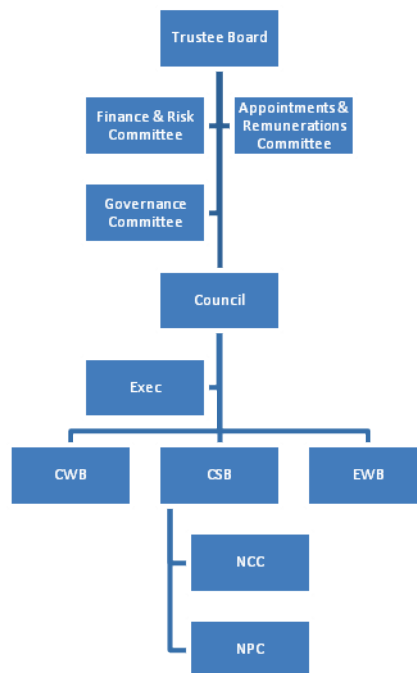 Trustee Board
Finance & Risk
Committee
Appointments &
Remunerations
Committee
Governance
Committee
Council
Exec
CWB
CSB
EWB
NCC
NPC